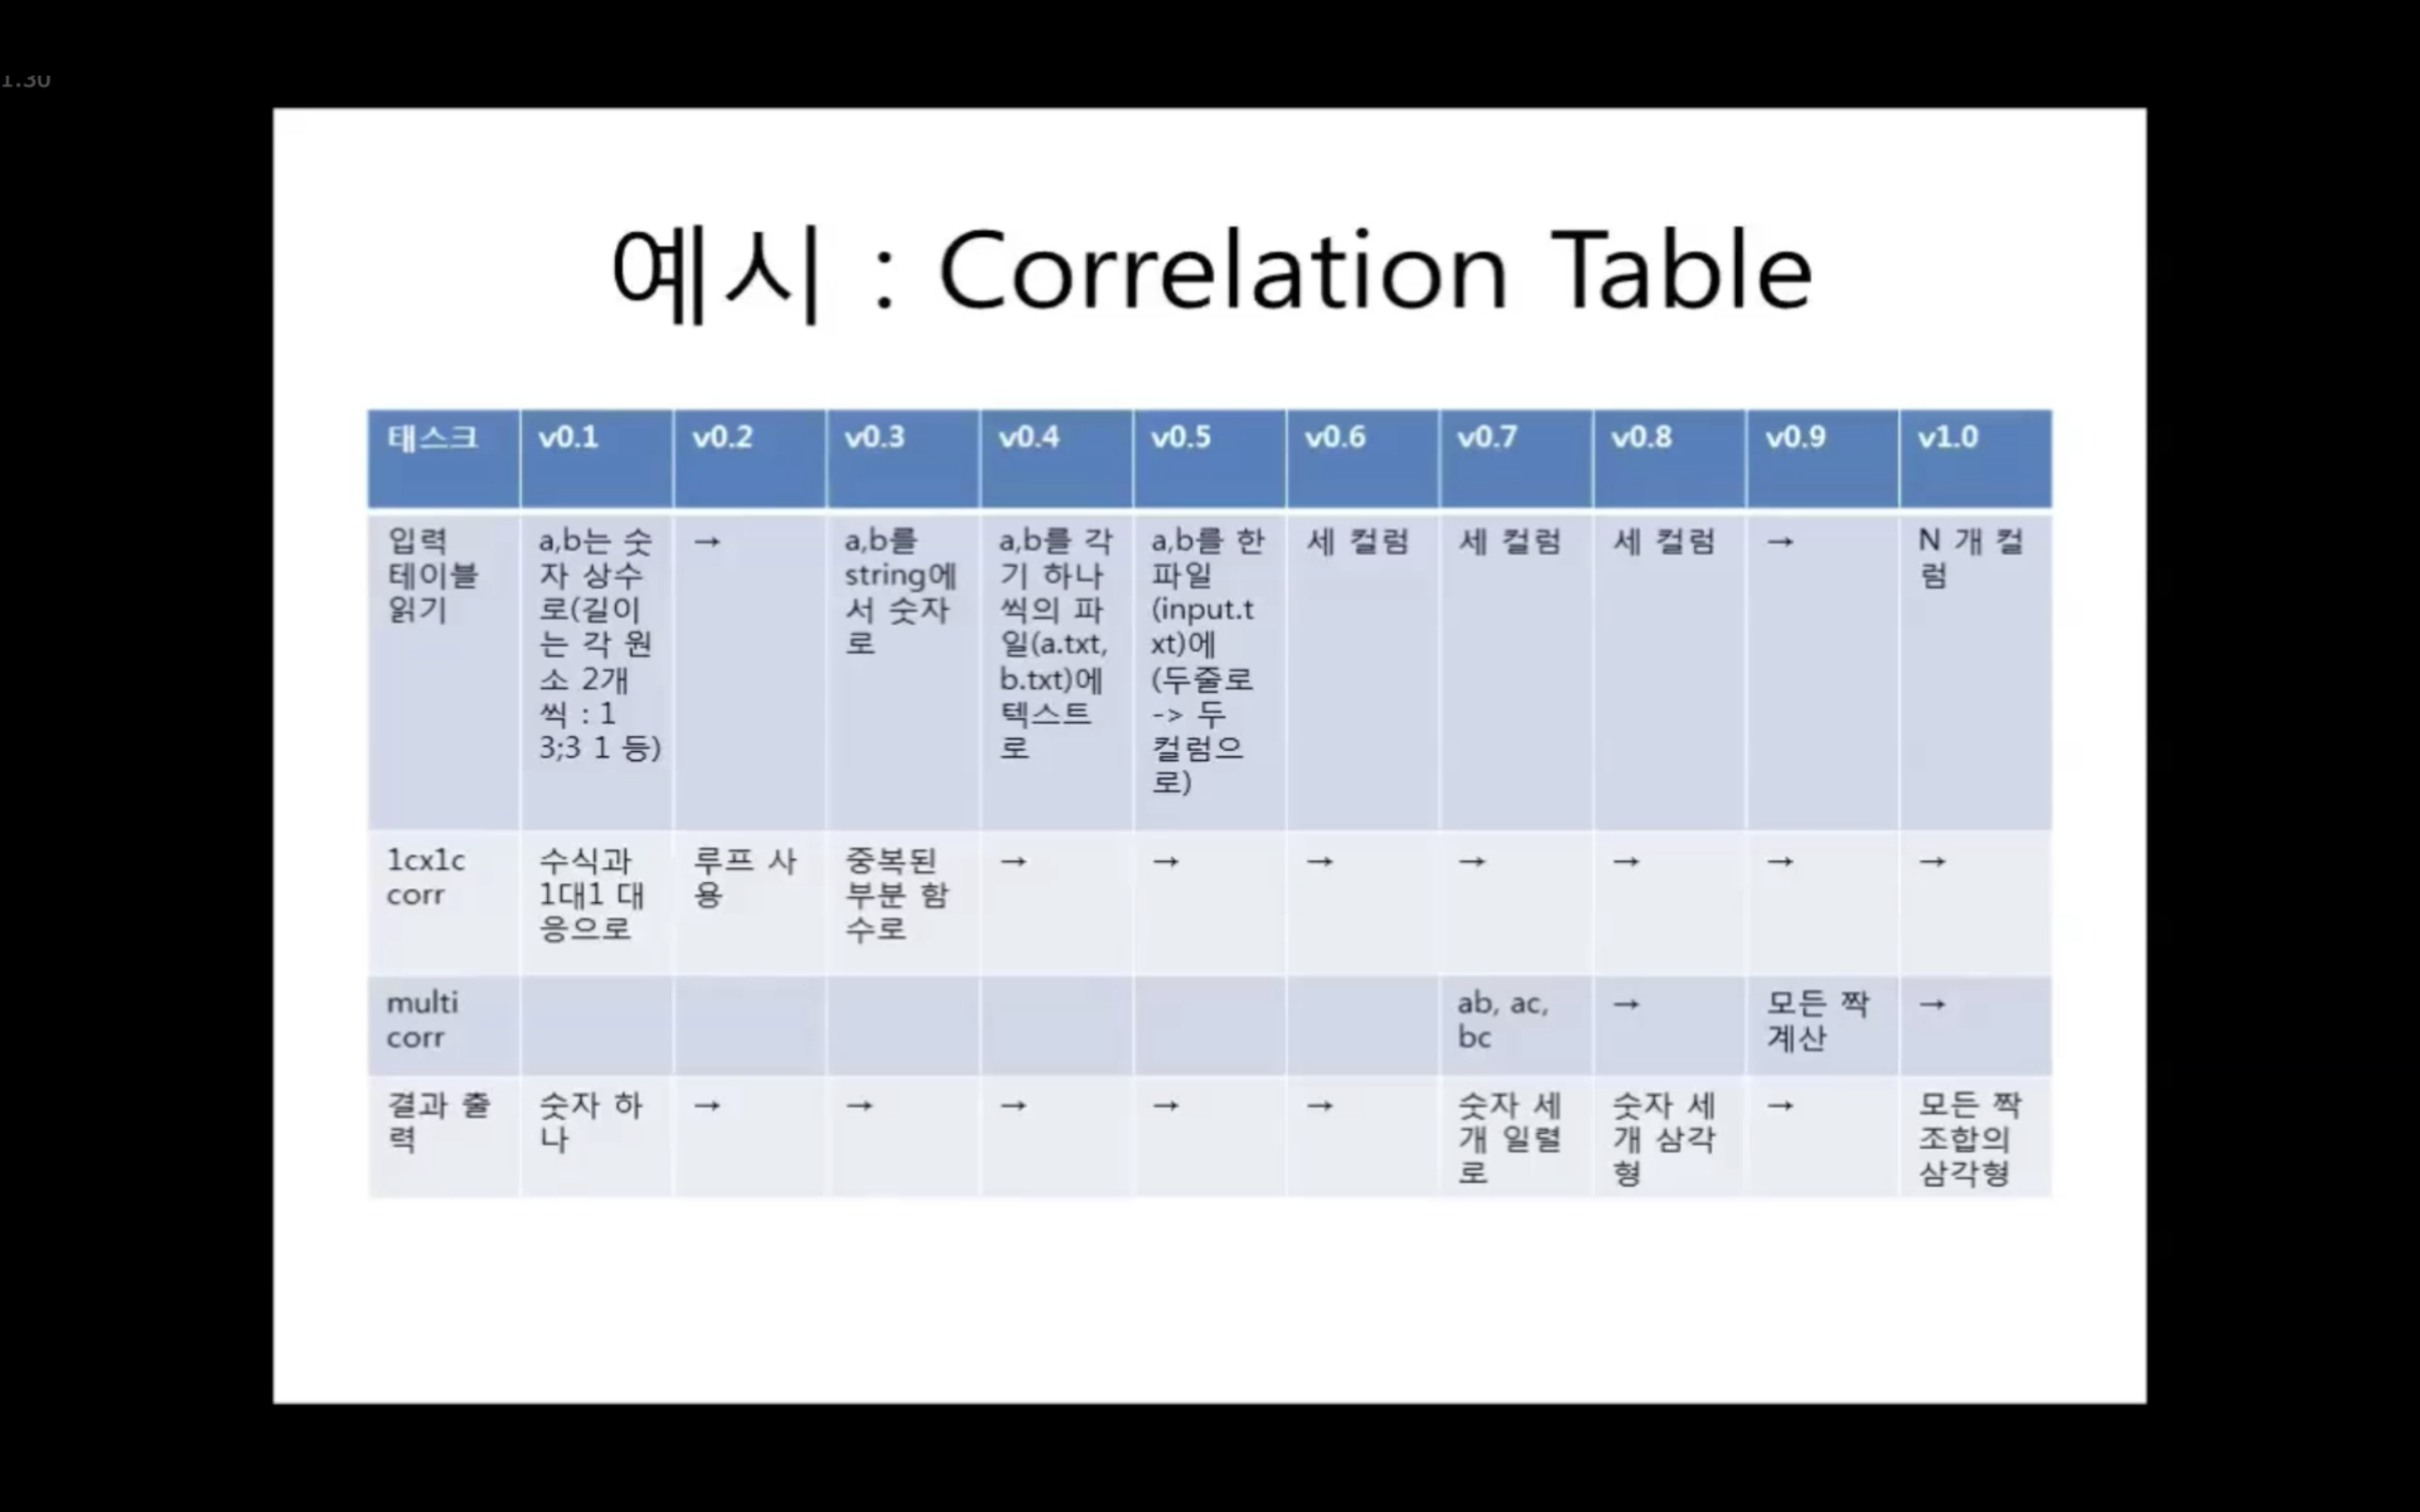 1.30
예시 : Correlation Table
태스크 v0.1 v0.2 v0.3 v0.4 v0.5 v0.6 v0.7 v0.8 v0.9 v1.0
입력
테이블
읽기
a,b는 숫
자 상수
로(길이
는 각 원
소 2개
씩 : 1
3;3 1 등)
→
a,b를
string에
서 숫자
로
a,b를 각
기 하나
씩의 파
일(a.txt,
b.txt)에
텍스트
로
a,b를 한
파일
(input.t
xt)에
(두줄로
-> 두
컬럼으
로)
세 컬럼
세 컬럼
세 컬럼
→
N 개 컬
럼
1cx1c
corr
수식과
1대1 대
응으로
루프 사
용
중복된
부분 함
수로
→
→
→
→
→
→
→
multi
corr
ab, ac,
bc
→
모든 짝
계산
→
결과 출
력
숫자 하
나
→
→
→
→
→
숫자 세
개 일렬
로
숫자 세
개 삼각
형
→
모든 짝
조합의
삼각형